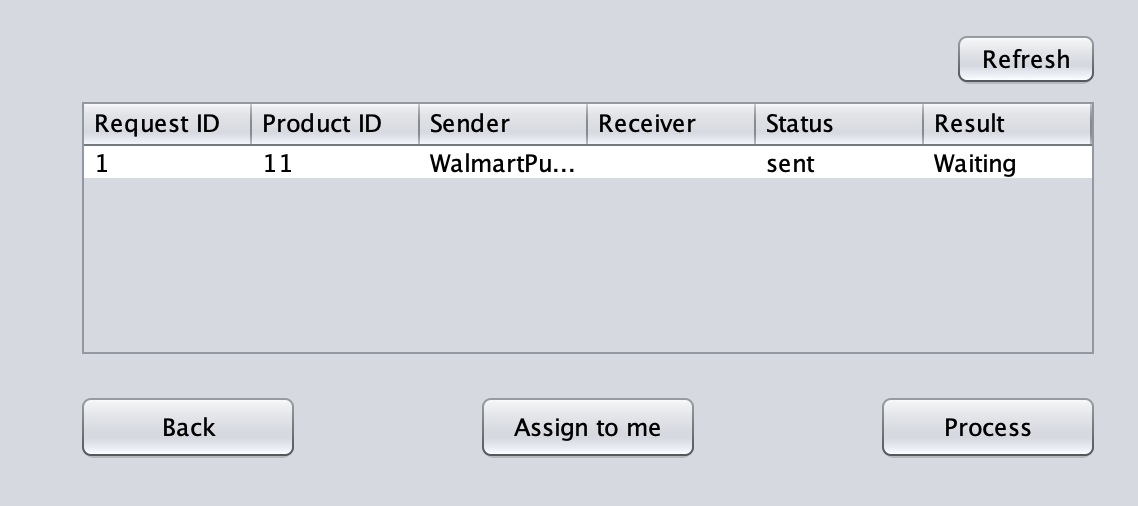 Refresh
Request ID Product ID Sender Receiver Status Result
1 11 WalmartPu... sent Waiting
Back Assign to me Process